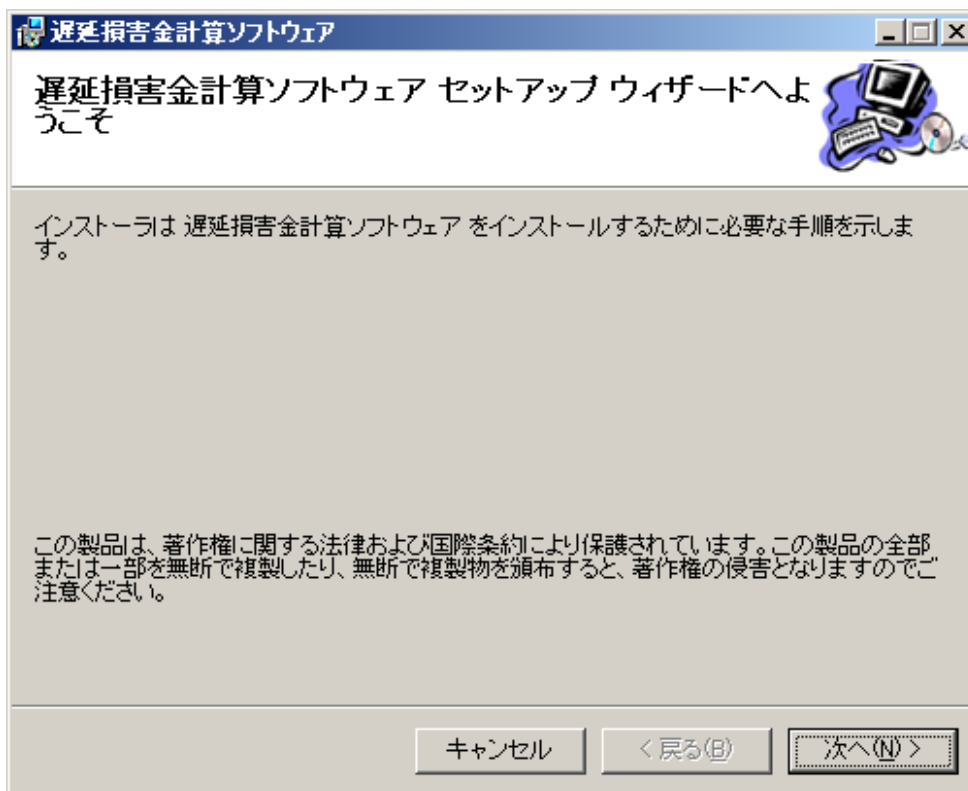 遅延損害金計算ソフトウェア
遅延損害金計算ソフトウェア セットアップ ウィザードへよ
うこそ
インストーラは 遅延損害金計算ソフトウェア をインストールするために必要な手順を示しま
す。
この製品は、著作権に関する法律および国際条約により保護されています。この製品の全部
または一部を無断で複製したり、無断で複製物を頒布すると、著作権の侵害となりますのでご
注意ください。
キャンセル
< 戻る(B)
次へ(N) >